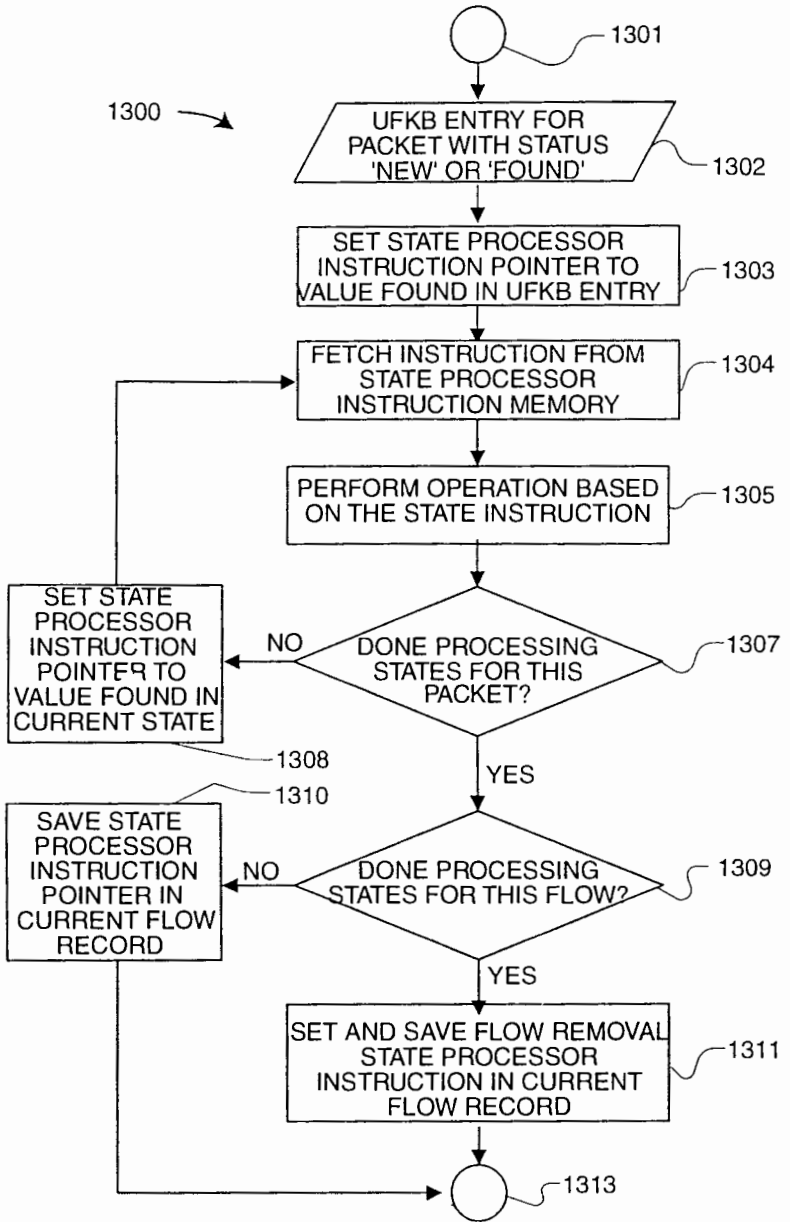 1301
1300
UFKB ENTRY FOR
PACKET WITH STATUS
'NEW' OR 'FOUND'
1302
SET STATE PROCESSOR
INSTRUCTION POINTER TO
VALUE FOUND IN UFKB ENTRY
1303
FETCH INSTRUCTION FROM
STATE PROCESSOR
INSTRUCTION MEMORY
1304
PERFORM OPERATION BASED
ON THE STATE INSTRUCTION
1305
SET STATE
PROCESSOR
INSTRUCTION
POINTER TO
VALUE FOUND IN
CURRENT STATE
NO
DONE PROCESSING
STATES FOR THIS
PACKET?
1307
1308
YES
1310
SAVE STATE
PROCESSOR
INSTRUCTION
POINTER IN
CURRENT FLOW
RECORD
NO
DONE PROCESSING
STATES FOR THIS FLOW?
1309
YES
SET AND SAVE FLOW REMOVAL
STATE PROCESSOR
INSTRUCTION IN CURRENT
FLOW RECORD
1311
1313